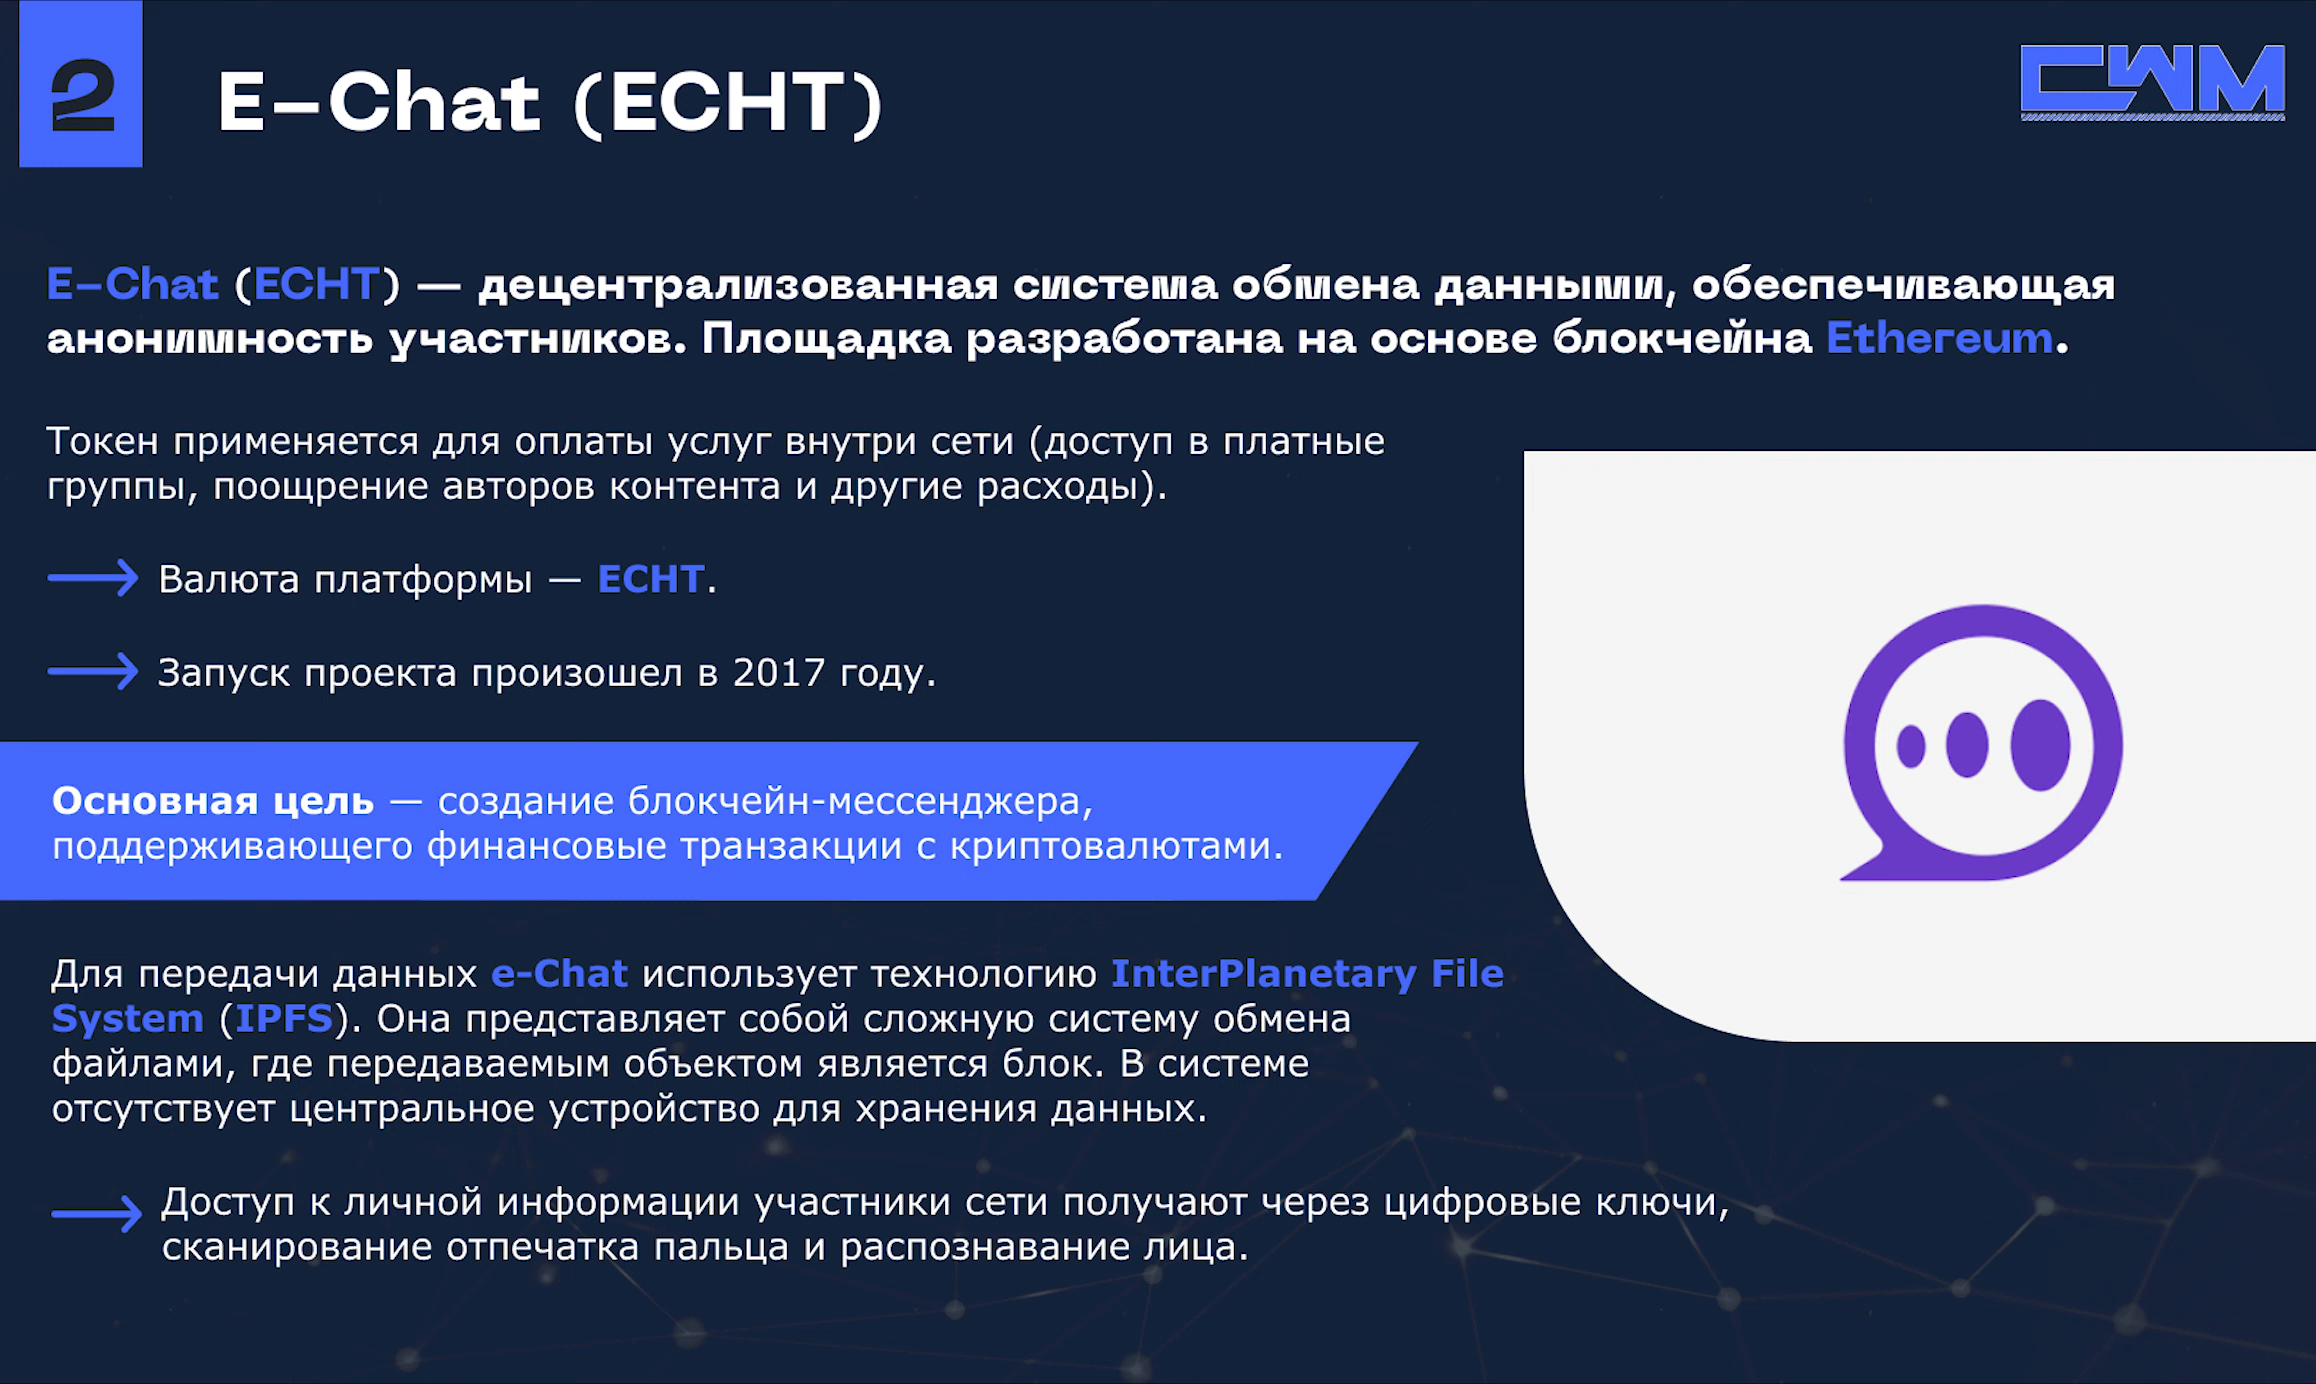 2
E-Chat (ECHT)
CWM
E-Chat (ECHT) — децентрализованная система обмена данными, обеспечивающая
анонимность участников. Площадка разработана на основе блокчейна Ethereum.
Токен применяется для оплаты услуг внутри сети (доступ в платные
группы, поощрение авторов контента и другие расходы).
Валюта платформы — ECHT.
Запуск проекта произошел в 2017 году.
Основная цель — создание блокчейн-мессенджера,
поддерживающего финансовые транзакции с криптовалютами.
Для передачи данных e-Chat использует технологию InterPlanetary File
System (IPFS). Она представляет собой сложную систему обмена
файлами, где передаваемым объектом является блок. В системе
отсутствует центральное устройство для хранения данных.
Доступ к личной информации участники сети получают через цифровые ключи,
сканирование отпечатка пальца и распознавание лица.